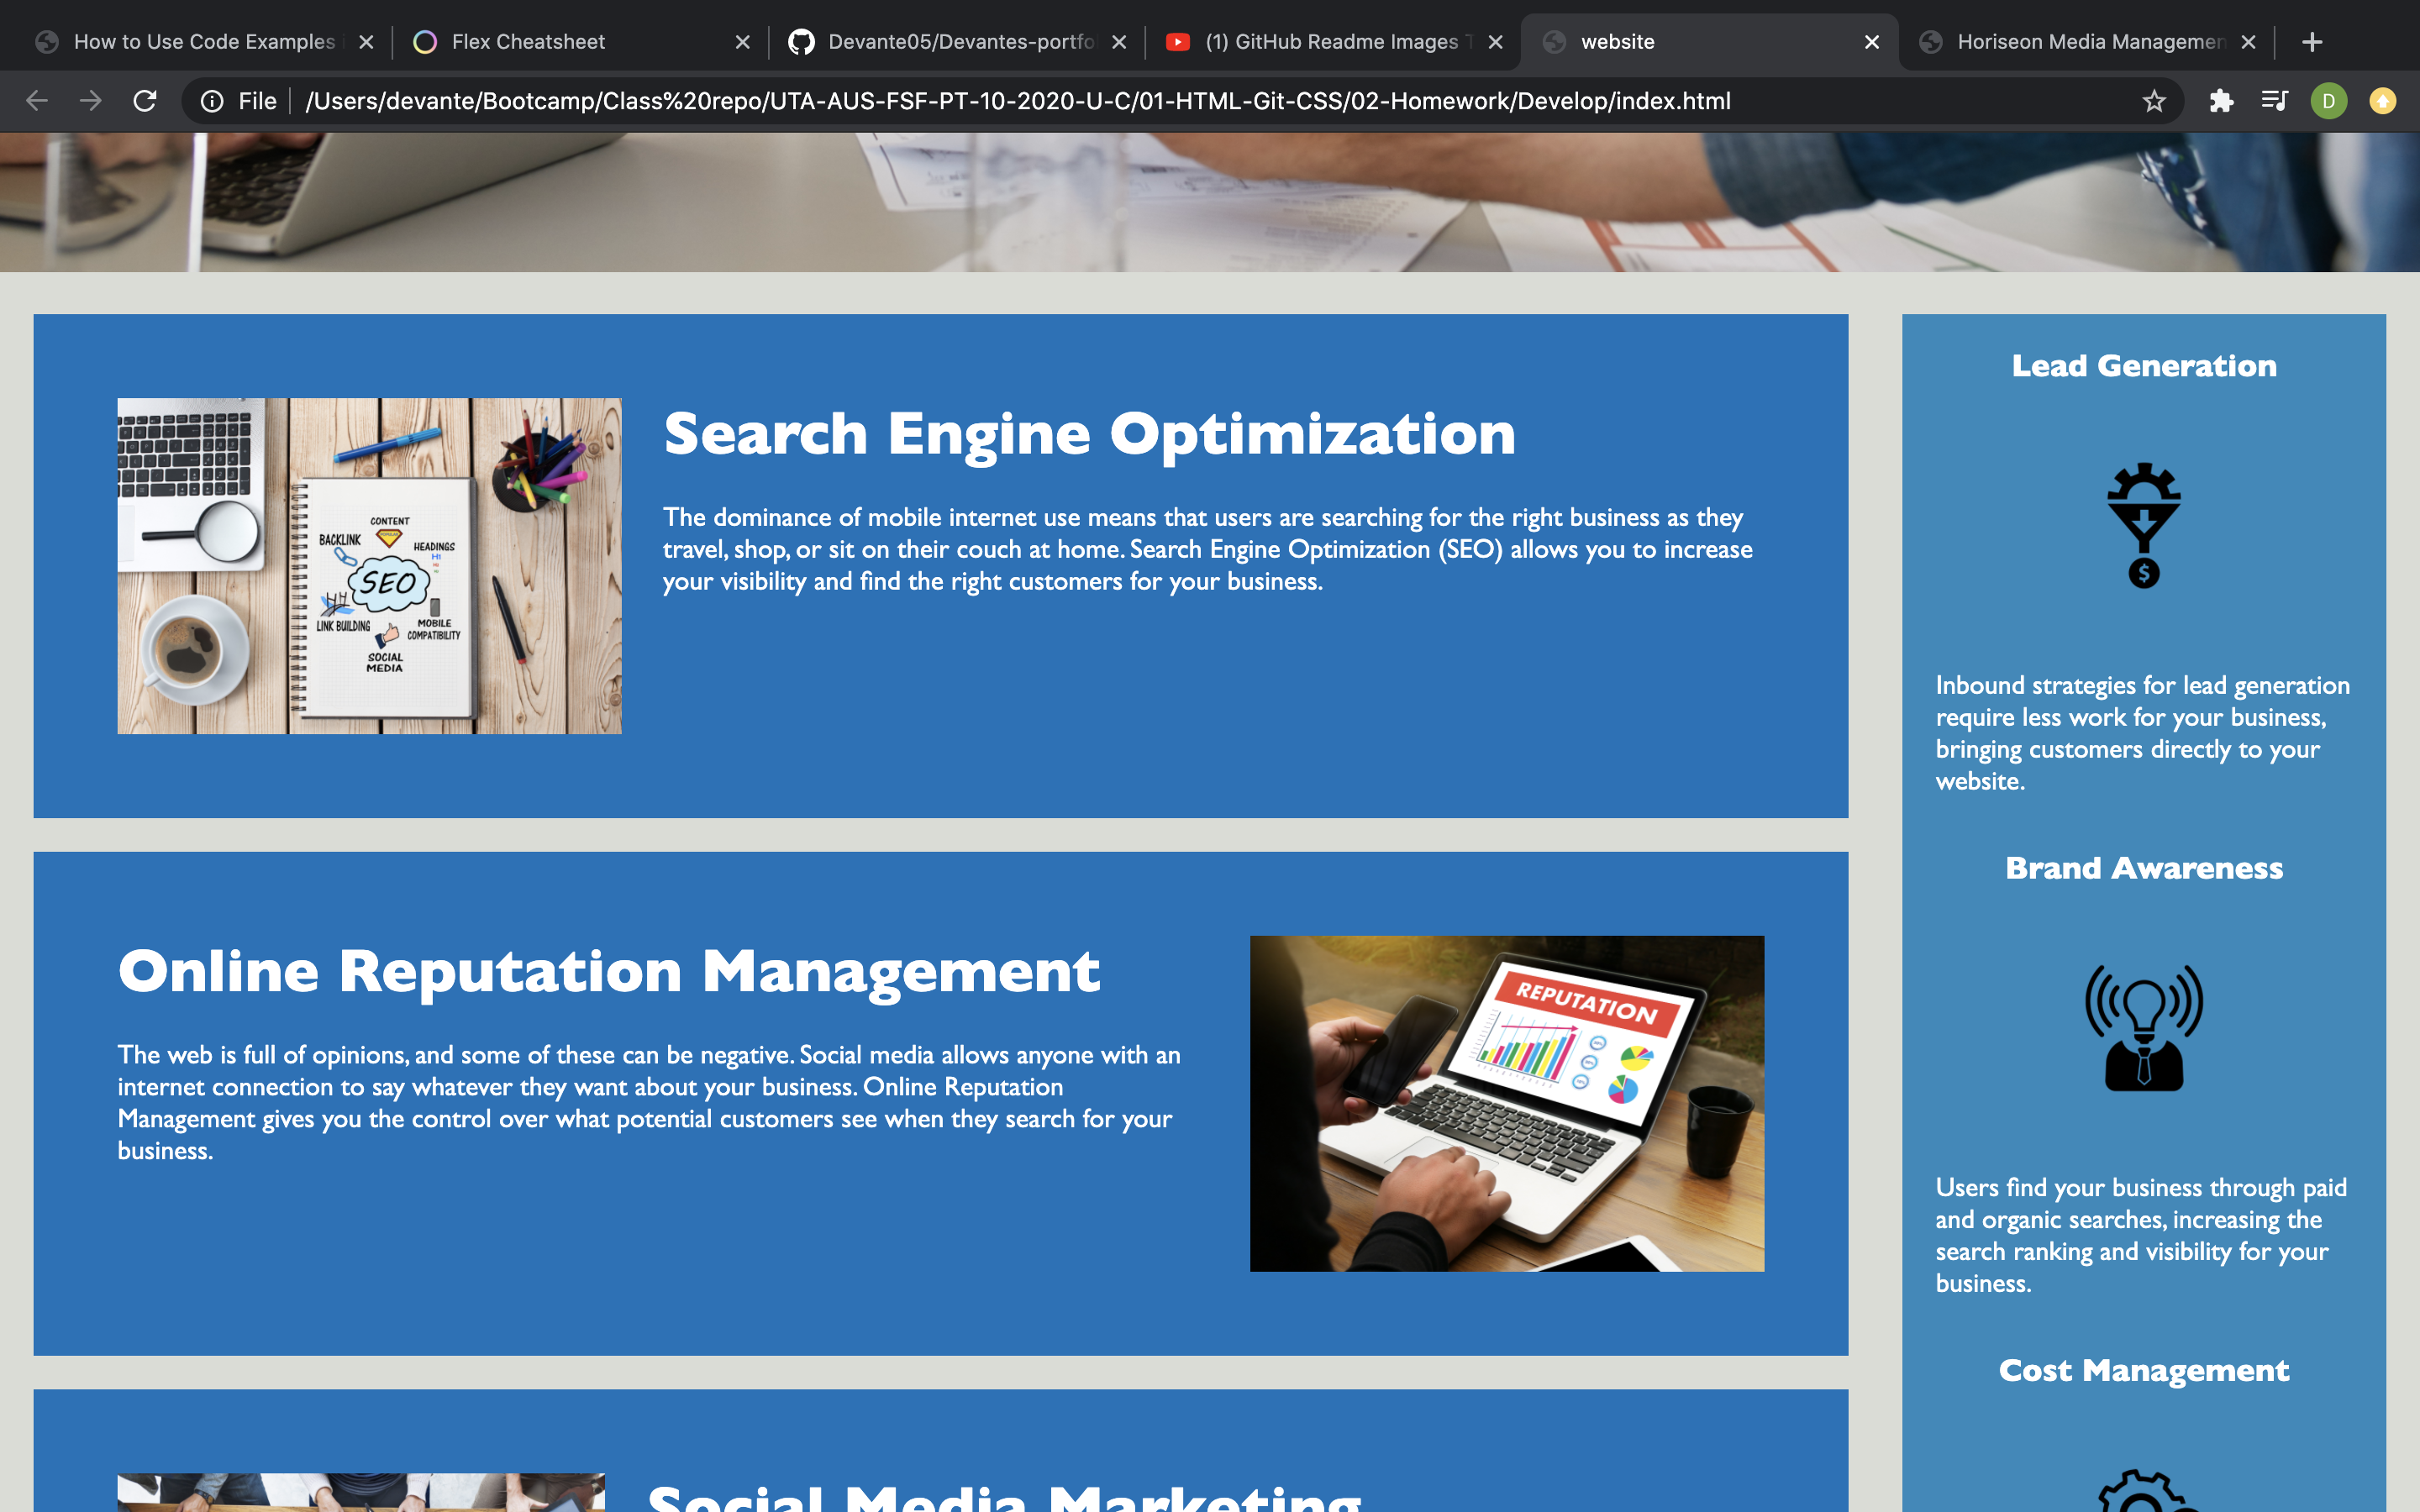 How to Use Code Examples
Flex Cheatsheet
Devante05/Devantes-portfo
(1) GitHub Readme Images T
website
Horiseon Media Managemen
File
/Users/devante/Bootcamp/Class%20repo/UTA-AUS-FSF-PT-10-2020-U-C/01-HTML-Git-CSS/02-Homework/Develop/index.html
D
Search Engine Optimization
The dominance of mobile internet use means that users are searching for the right business as they
travel, shop, or sit on their couch at home. Search Engine Optimization (SEO) allows you to increase
your visibility and find the right customers for your business.
CONTENT
BACKLINK
HEADINGS
H1
SEO
LINK BUILDING
MOBILE
COMPATIBILITY
SOCIAL
MEDIA
Online Reputation Management
The web is full of opinions, and some of these can be negative. Social media allows anyone with an
internet connection to say whatever they want about your business. Online Reputation
Management gives you the control over what potential customers see when they search for your
business.
REPUTATION
Social Media Marketing
Lead Generation
$
Inbound strategies for lead generation
require less work for your business,
bringing customers directly to your
website.
Brand Awareness
Users find your business through paid
and organic searches, increasing the
search ranking and visibility for your
business.
Cost Management